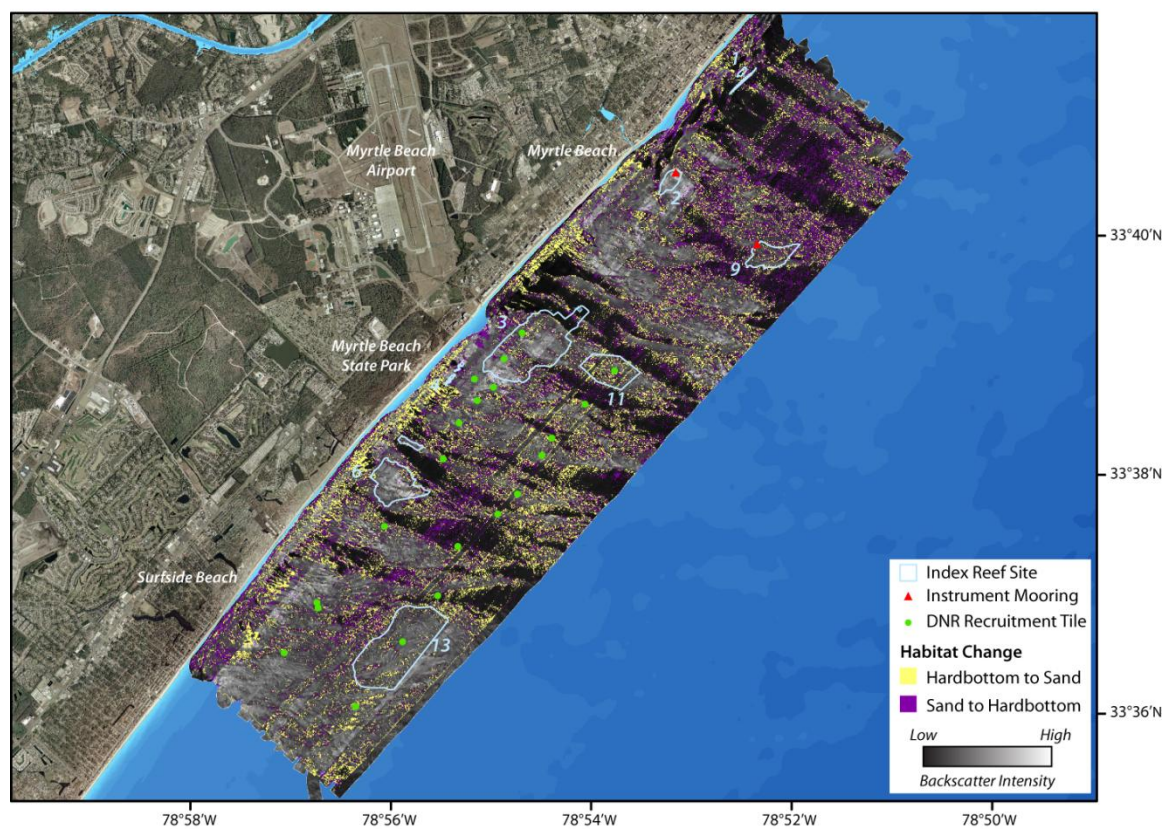 Myrtle Beach
Airport
Myrtle Beach
2
33°40′N
9
3
Myrtle Beach
State Park
11
33°38′N
6
Surfside Beach
13
33°36′N
Index Reef Site
Instrument Mooring
DNR Recruitment Tile
Habitat Change
Hardbottom to Sand
Sand to Hardbottom
Low
High
Backscatter Intensity
78°58′W
78°56′W
78°54′W
78°52′W
78°50′W